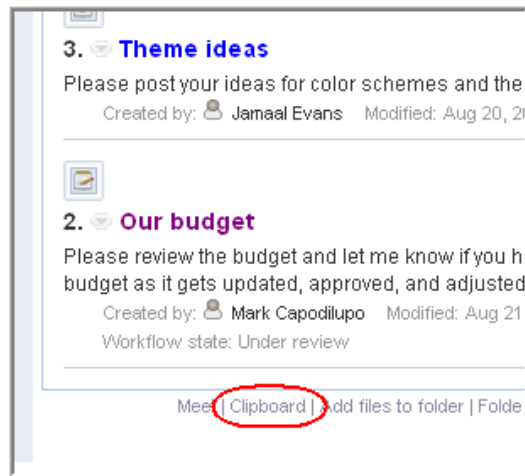 3. Theme ideas
Please post your ideas for color schemes and the
Created by: Jamaal Evans Modified: Aug 20,
2. Our budget
Please review the budget and let me know if you h
budget as it gets updated, approved, and adjusted
Created by: Mark Capodilupo Modified: Aug 21
Workflow state: Under review
Meet | Clipboard | Add files to folder | Folde